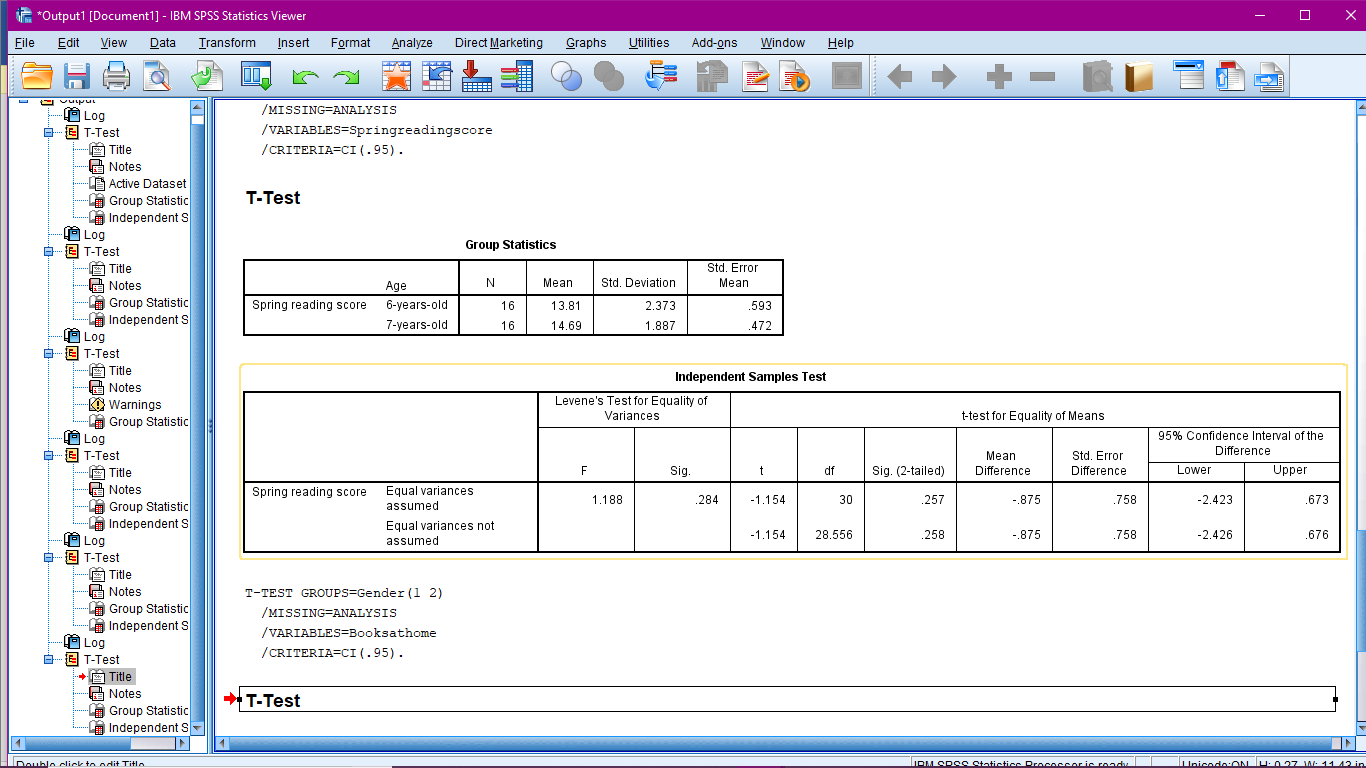 *Output1 [Document1] - IBM SPSS Statistics Viewer
File Edit View Data Transform Insert Format Analyze Direct Marketing Graphs Utilities Add-ons Window Help
Output
Log
T-Test
Title
Notes
Active Dataset
Group Statistic
Independent S
Log
T-Test
Title
Notes
Group Statistic
Independent S
Log
T-Test
Title
Notes
Warnings
Group Statistic
Log
T-Test
Title
Notes
Group Statistic
Independent S
Log
T-Test
Title
Notes
Group Statistic
Independent S
Log
T-Test
Title
Notes
Group Statistic
Independent S
/MISSING=ANALYSIS
/VARIABLES=Springreadingscore
/CRITERIA=CI(.95).
T-Test
Group Statistics
Std. Error
Age N Mean Std. Deviation Mean
Spring reading score 6-years-old 16 13.81 2.373 .593
7-years-old 16 14.69 1.887 .472
Independent Samples Test
Levene's Test for Equality of
Variances
t-test for Equality of Means
95% Confidence Interval of the
Difference
Mean Std. Error
F Sig. t df Sig. (2-tailed) Difference Difference Lower Upper
Spring reading score Equal variances
assumed 1.188 .284 -1.154 30 .257 -.875 .758 -2.423 .673
Equal variances not
assumed -1.154 28.556 .258 -.875 .758 -2.426 .676
T-TEST GROUPS=Gender(1 2)
/MISSING=ANALYSIS
/VARIABLES=Booksathome
/CRITERIA=CI(.95).
T-Test
Double click to edit Title IBM SPSS Statistics Processor is ready Unicode:ON H: 0.27, W: 11.43 in